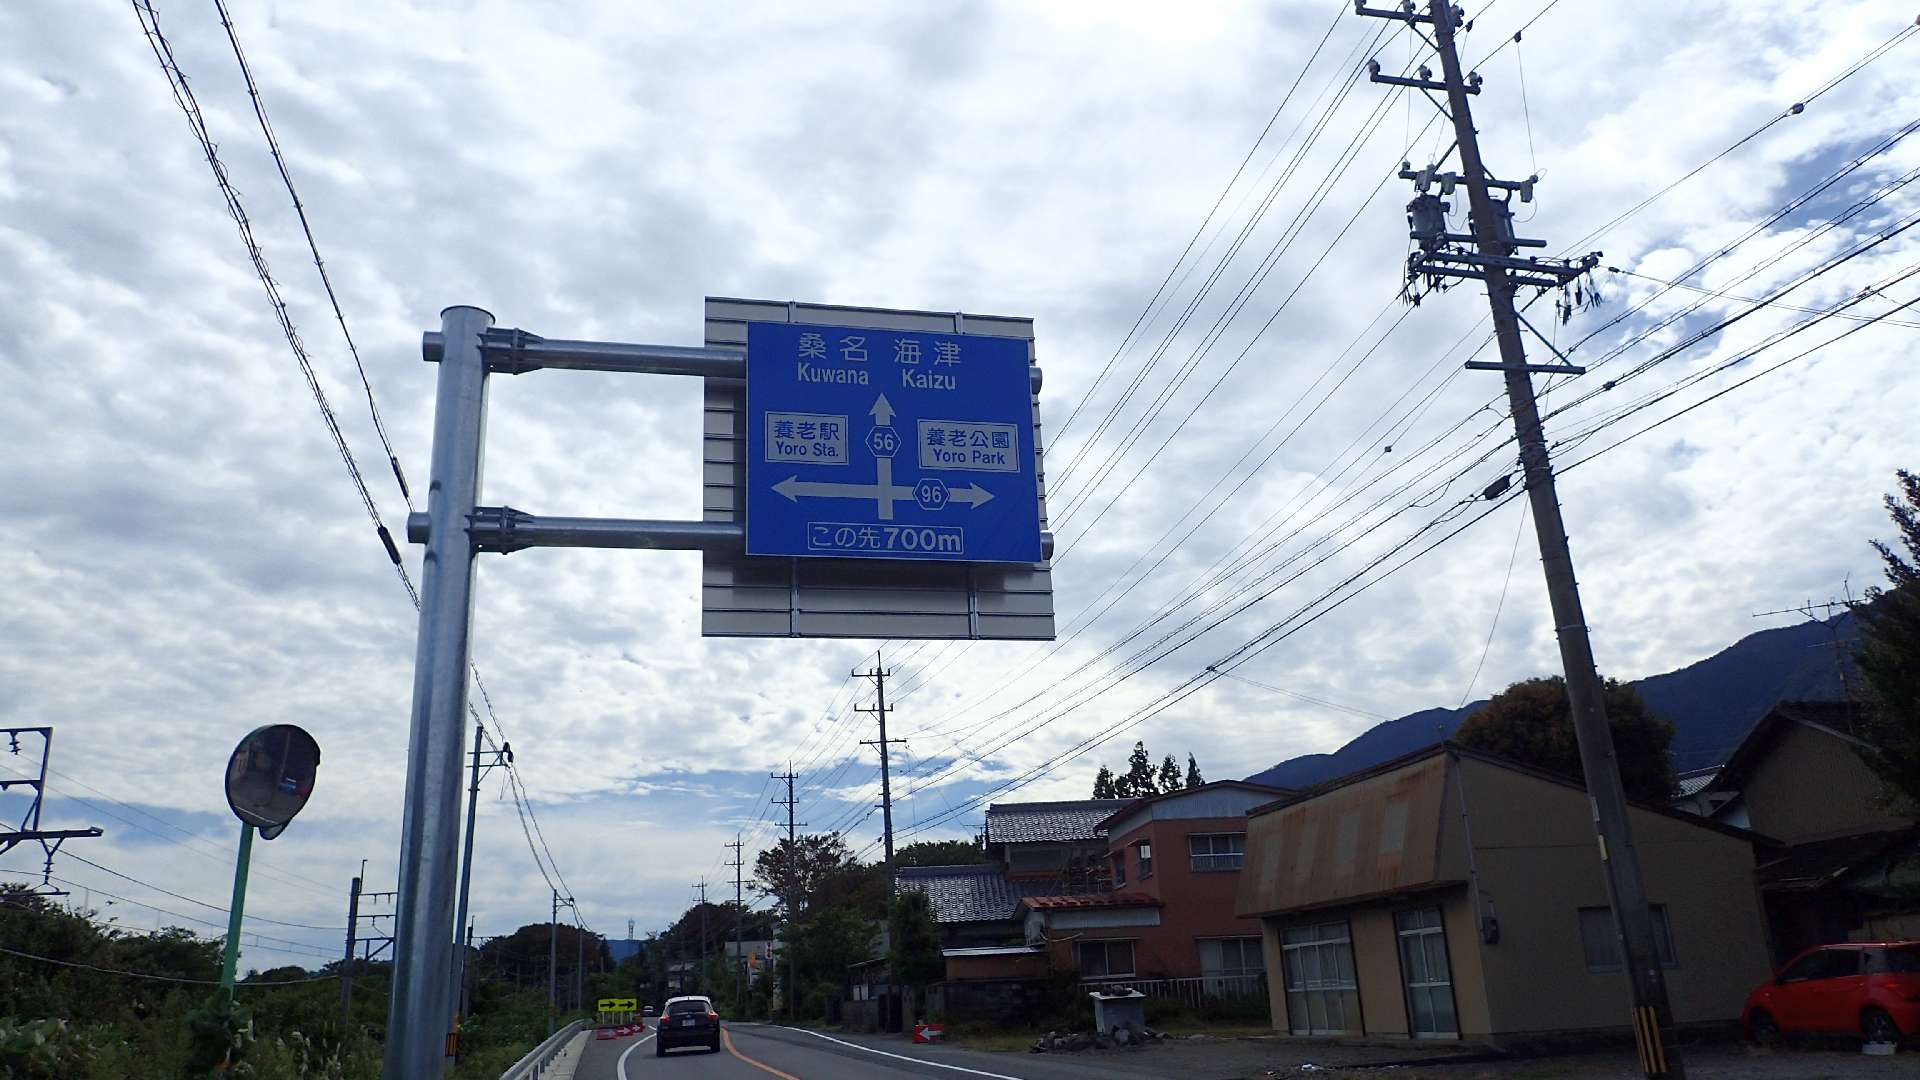 桑名 海津
Kuwana Kaizu
養老駅
Yoro Sta.
56
養老公園
Yoro Park
96
この先700m